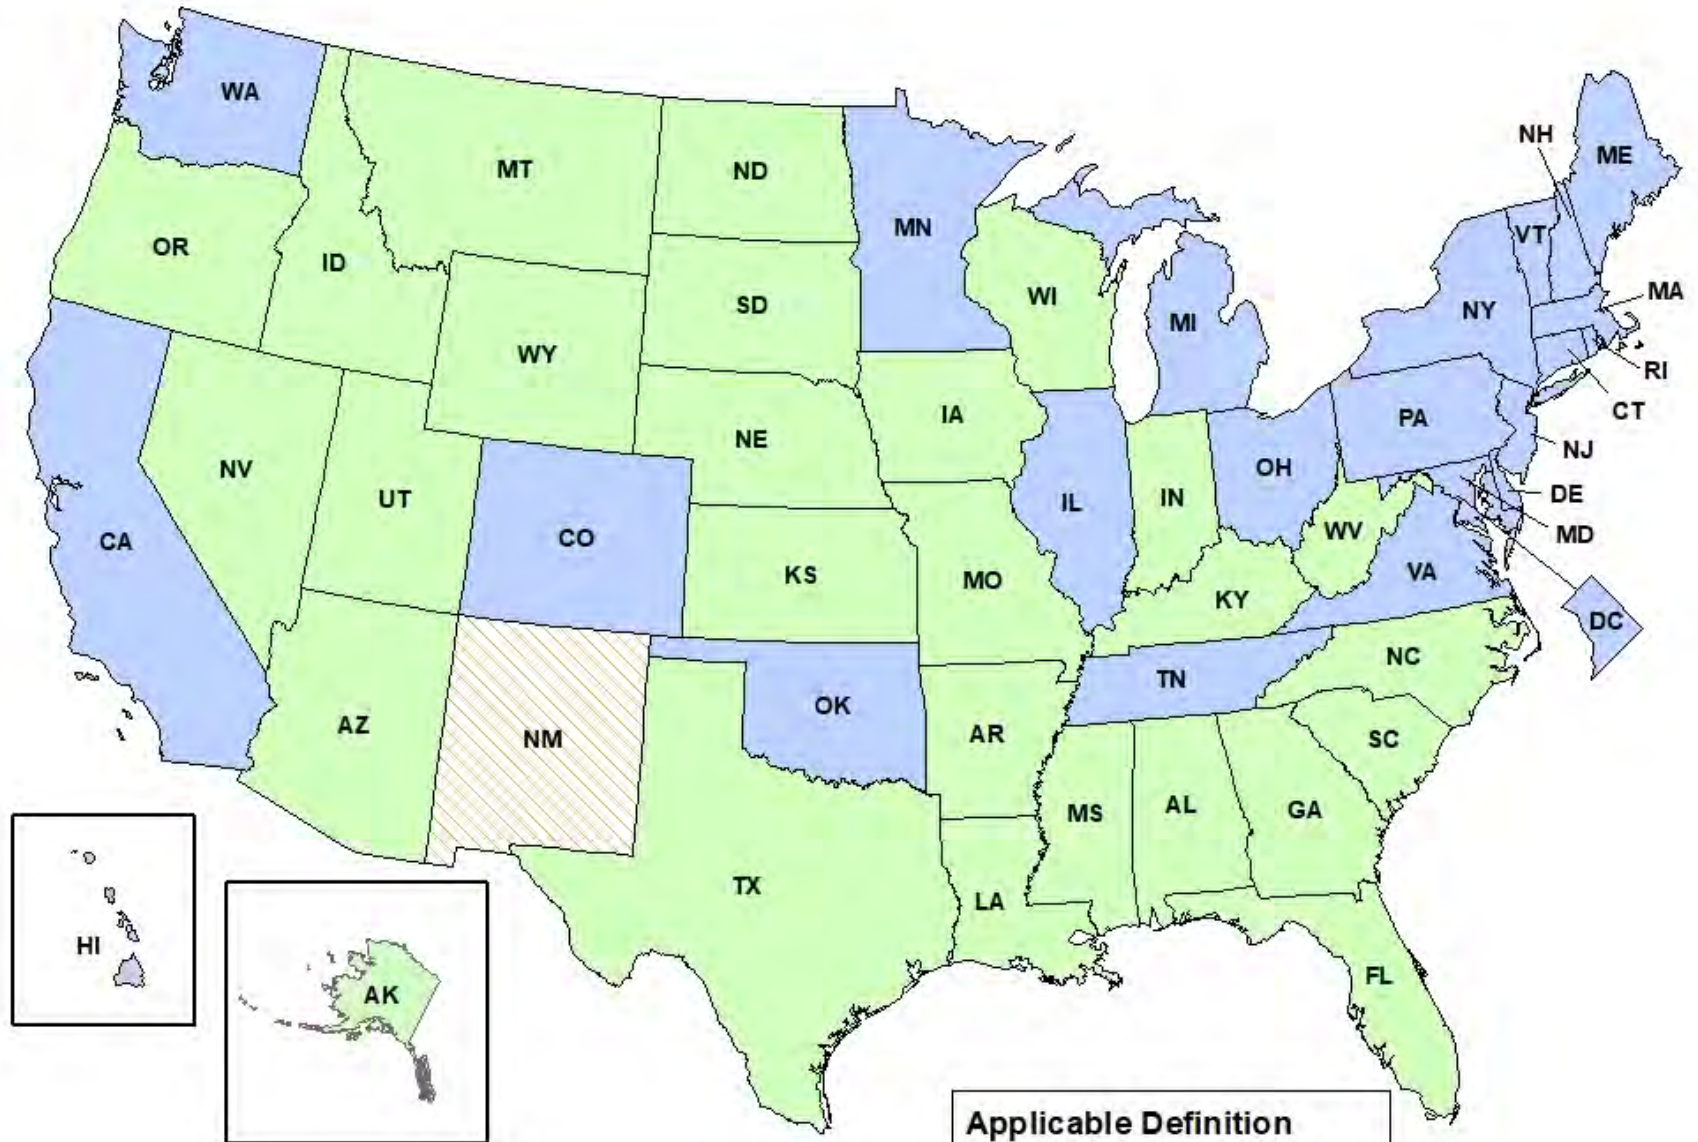 WA
MT
ND
MN
NH
ME
OR
ID
SD
WI
MI
VT
NY
MA
WY
IA
RI
PA
CT
NE
NV
UT
CO
IL
IN
OH
NJ
DE
CA
KS
MO
WV
MD
KY
VA
DC
NC
TN
OK
AR
SC
AZ
NM
MS
AL
GA
TX
LA
HI
AK
FL
Applicable Definition